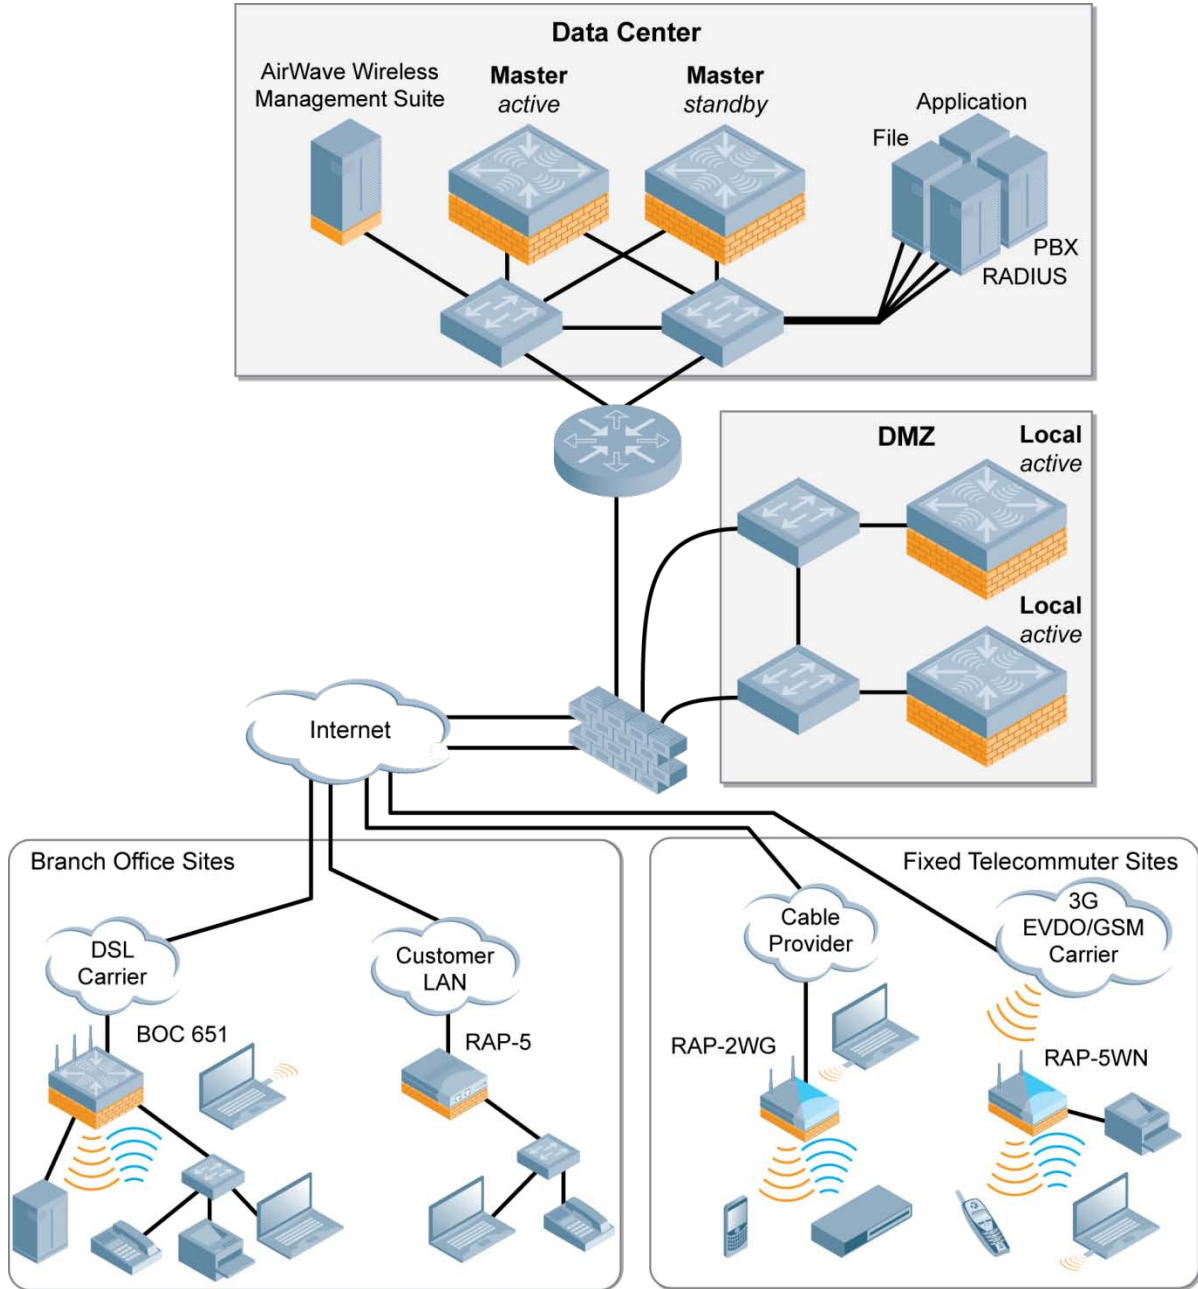 Data Center
AirWave Wireless
Management Suite
Master
active
Master
standby
Application
File
PBX
RADIUS
DMZ
Local
active
Local
active
Internet
Branch Office Sites
Fixed Telecommuter Sites
DSL
Carrier
Customer
LAN
Cable
Provider
3G
EVDO/GSM
Carrier
BOC 651
RAP-5
RAP-2WG
RAP-5WN